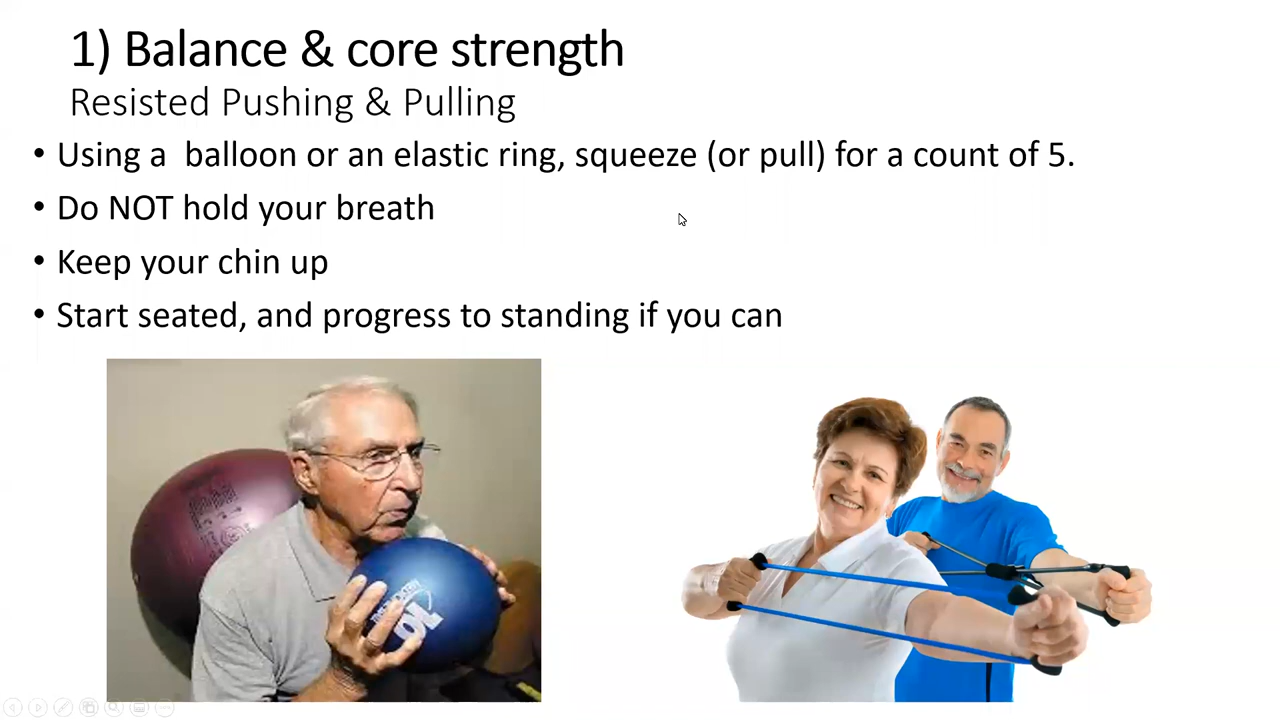 1) Balance & core strength
Resisted Pushing & Pulling
• Using a  balloon or an elastic ring, squeeze (or pull) for a count of 5.
• Do NOT hold your breath
• Keep your chin up
• Start seated, and progress to standing if you can